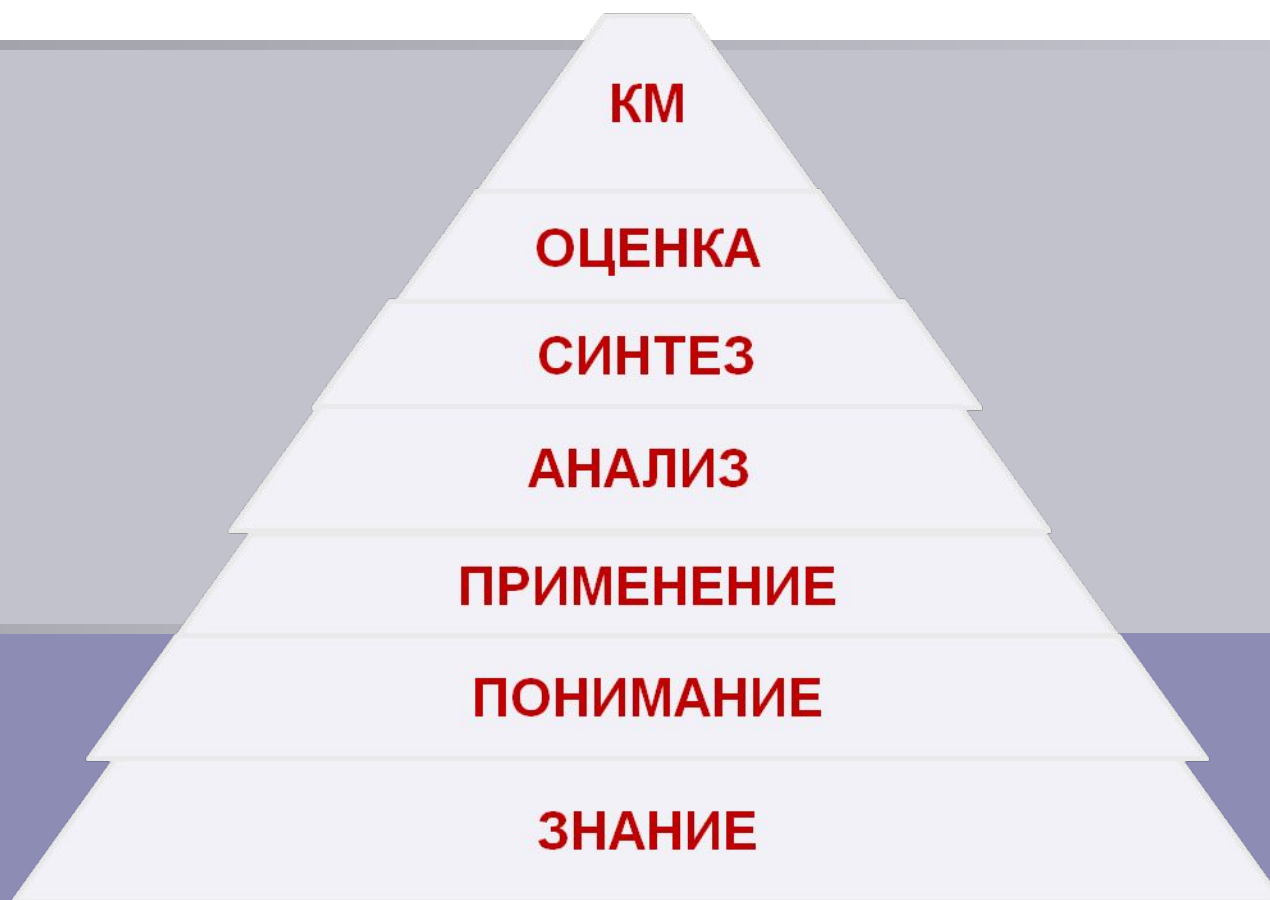 КМ
ОЦЕНКА
СИНТЕЗ
АНАЛИЗ
ПРИМЕНЕНИЕ
ПОНИМАНИЕ
ЗНАНИЕ